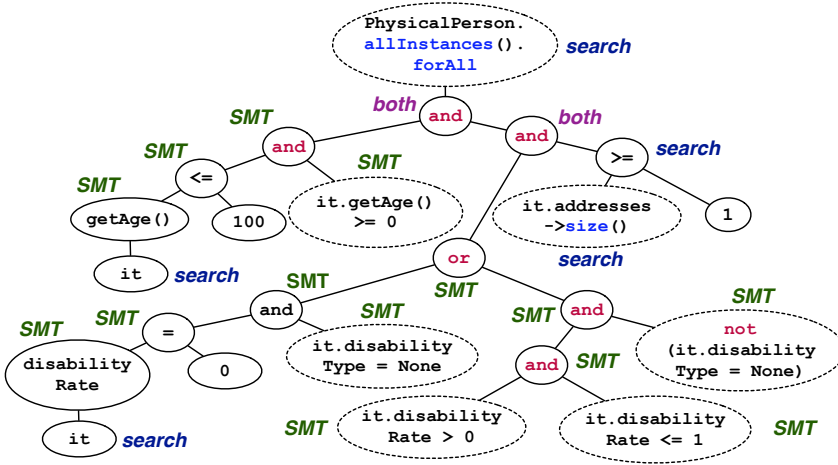 PhysicalPerson.
allInstances().
forAll
search
both
and
both
SMT
and
and
SMT
<=
SMT
>=
search
SMT
getAge()
100
it.getAge()
>= 0
it.addresses
->size()
1
it
search
or
search
SMT
SMT
and
SMT
SMT
and
SMT
SMT
=
SMT
it.disability
Type = None
not
(it.disability
Type = None)
disability
Rate
0
and
SMT
it
search
SMT
it.disability
Rate > 0
it.disability
Rate <= 1
SMT